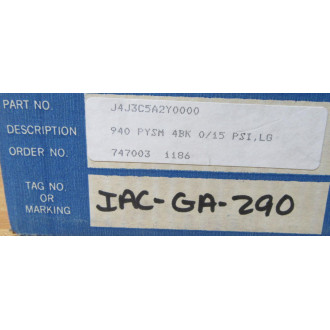 PART NO. J4J3C5A2Y0000
DESCRIPTION 940 PYSM 4BK 0/15 PSI,LG
ORDER NO. 747003 1186
TAG NO.
OR
MARKING
IAC-GA-290